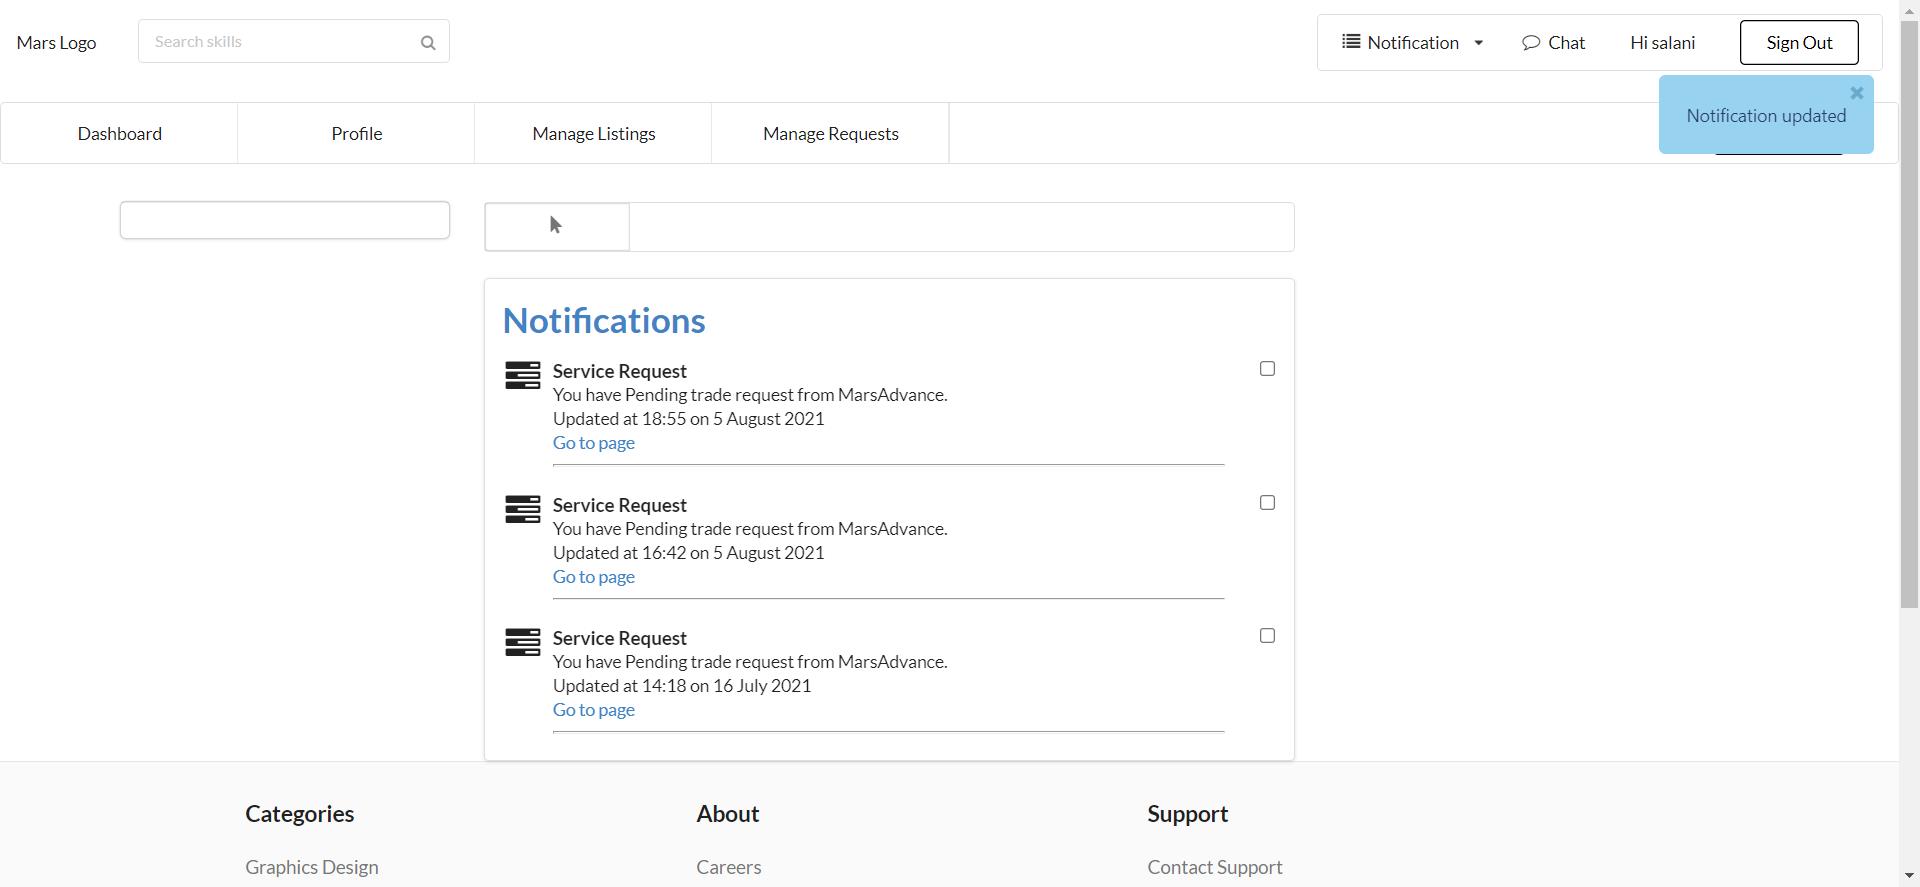 Mars Logo
Search skills
Notification
Chat
Hi salani
Sign Out
Notification updated
Dashboard
Profile
Manage Listings
Manage Requests
Notifications
Service Request
You have Pending trade request from MarsAdvance.
Updated at 18:55 on 5 August 2021
Go to page
Service Request
You have Pending trade request from MarsAdvance.
Updated at 16:42 on 5 August 2021
Go to page
Service Request
You have Pending trade request from MarsAdvance.
Updated at 14:18 on 16 July 2021
Go to page
Categories
About
Support
Graphics Design
Careers
Contact Support